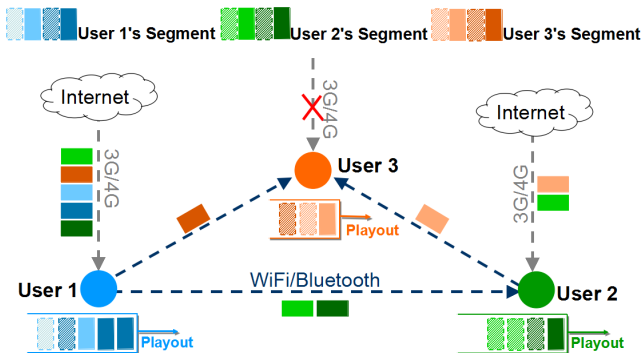 User 1's Segment
User 2's Segment
User 3's Segment
Internet
3G/4G
3G/4G
Internet
3G/4G
User 3
Playout
WiFi/Bluetooth
User 1
User 2
Playout
Playout